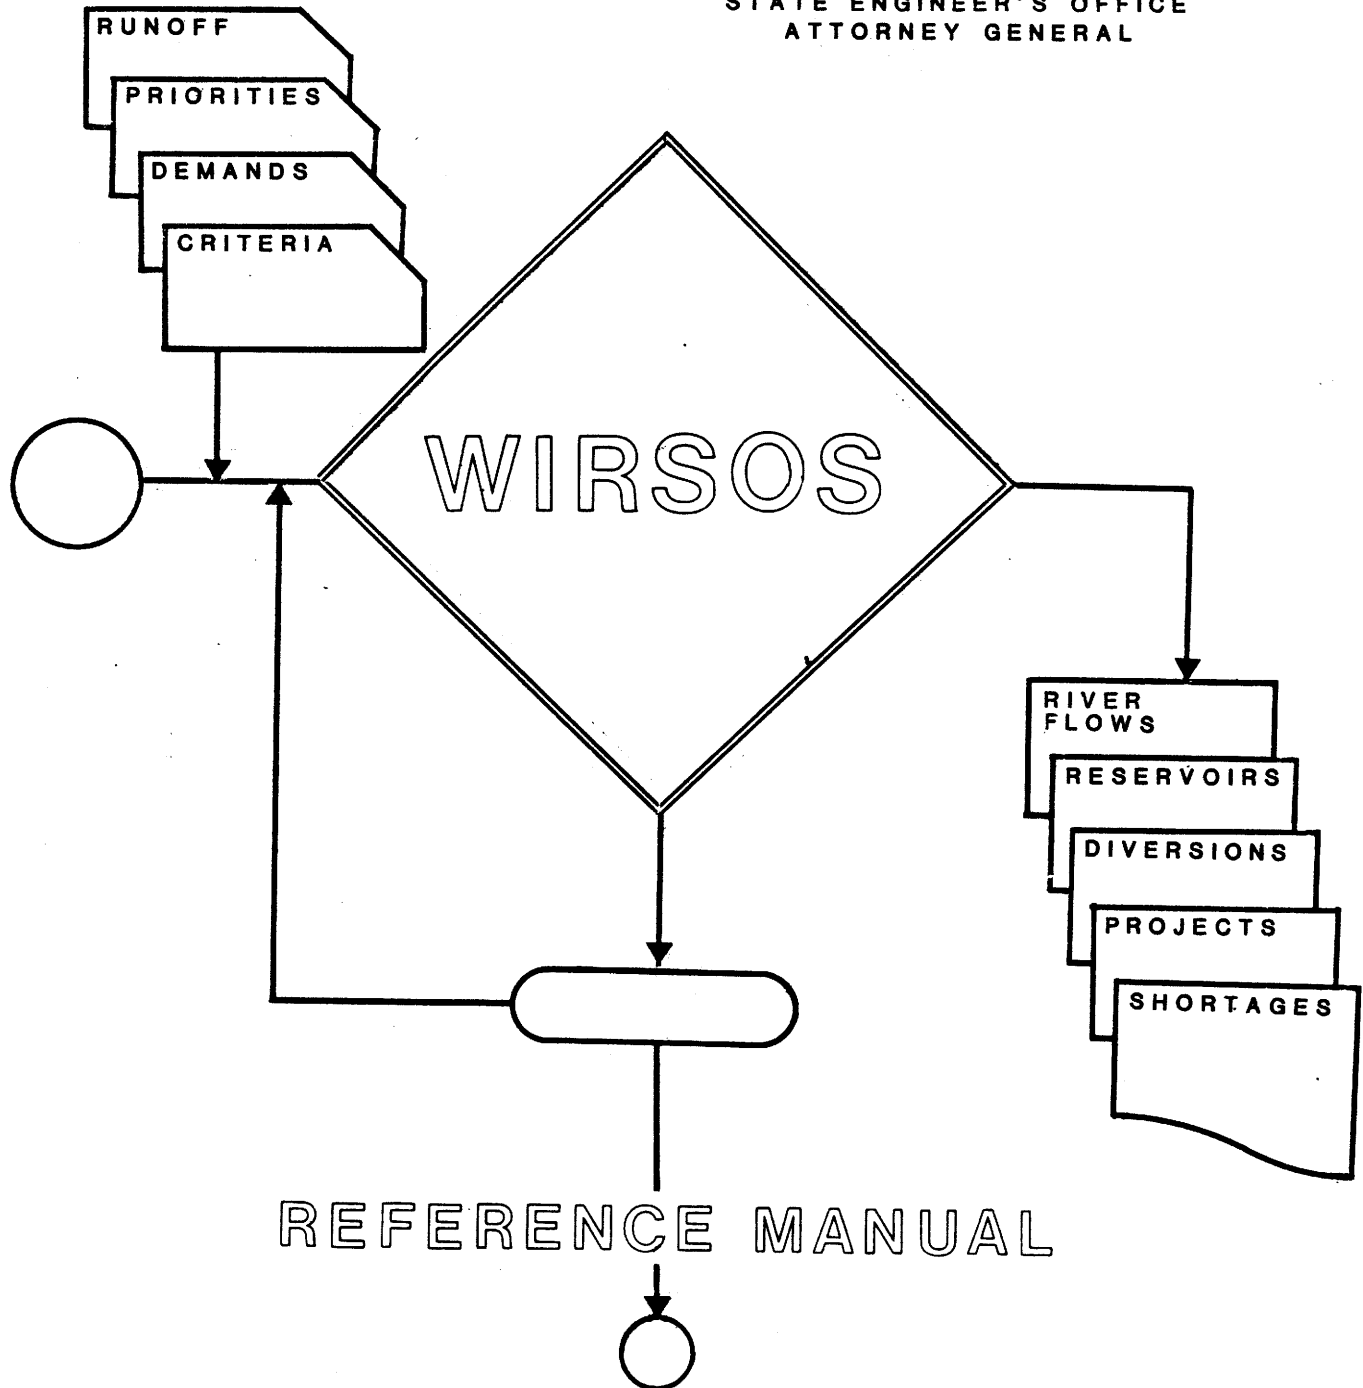 STATE ENGINEER'S OFFICE
ATTORNEY GENERAL
RUNOFF
PRIORITIES
DEMANDS
CRITERIA
WIRSOS
RIVER
FLOWS
RESERVOIRS
DIVERSIONS
PROJECTS
SHORTAGES
REFERENCE MANUAL